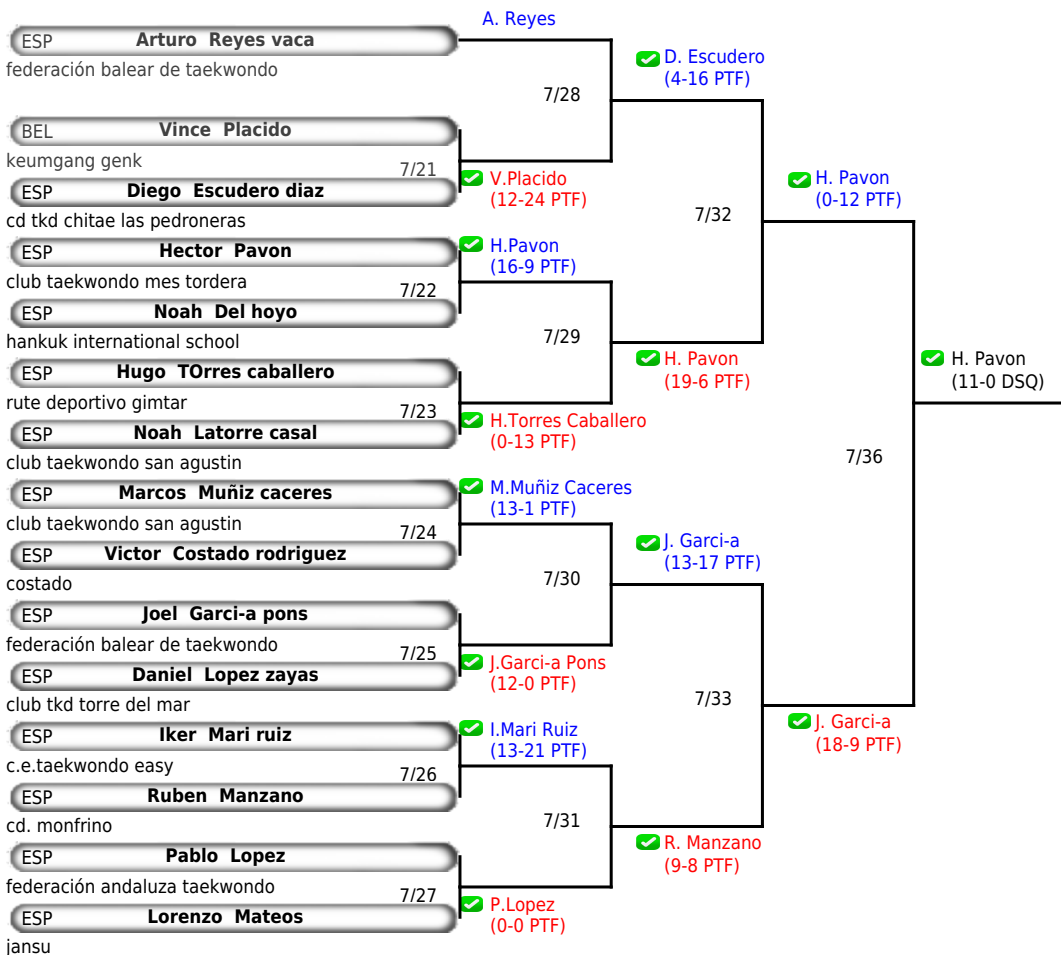 A. Reyes
ESP Arturo Reyes vaca
federación balear de taekwondo
D. Escudero
(4-16 PTF)
7/28
BEL Vince Placido
keumgang genk
7/21
V.Placido
(12-24 PTF)
ESP Diego Escudero diaz
cd tkd chitae las pedroneras
H. Pavon
(0-12 PTF)
7/32
ESP Hector Pavon
club taekwondo mes tordera
H.Pavon
(16-9 PTF)
7/22
ESP Noah Del hoyo
hankuk international school
7/29
H. Pavon
(19-6 PTF)
H. Pavon
(11-0 DSQ)
ESP Hugo TOrres caballero
rute deportivo gimtar
7/23
H.Torres Caballero
(0-13 PTF)
ESP Noah Latorre casal
club taekwondo san agustin
7/36
ESP Marcos Muñiz caceres
club taekwondo san agustin
M.Muñiz Caceres
(13-1 PTF)
7/24
ESP Victor Costado rodriguez
costado
J. Garci-a
(13-17 PTF)
7/30
ESP Joel Garci-a pons
federación balear de taekwondo
7/25
J.Garci-a Pons
(12-0 PTF)
ESP Daniel Lopez zayas
club tkd torre del mar
7/33
J. Garci-a
(18-9 PTF)
ESP Iker Mari ruiz
c.e.taekwondo easy
I.Mari Ruiz
(13-21 PTF)
7/26
ESP Ruben Manzano
cd. monfrino
7/31
R. Manzano
(9-8 PTF)
ESP Pablo Lopez
federación andaluza taekwondo
7/27
P.Lopez
(0-0 PTF)
ESP Lorenzo Mateos
jansu